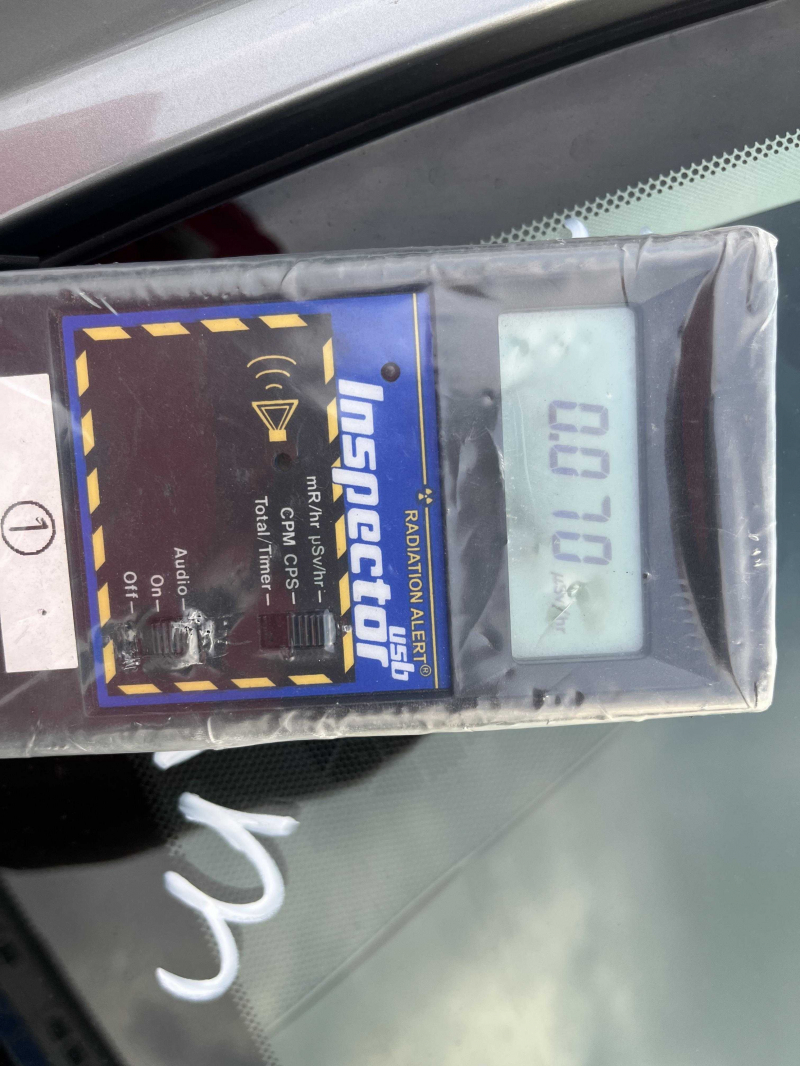 0.070
µSv/hr
RADIATION ALERT®
Inspector usb
mR/hr µSv/hr
CPM CPS
Total/Timer
Audio
On
Off
1